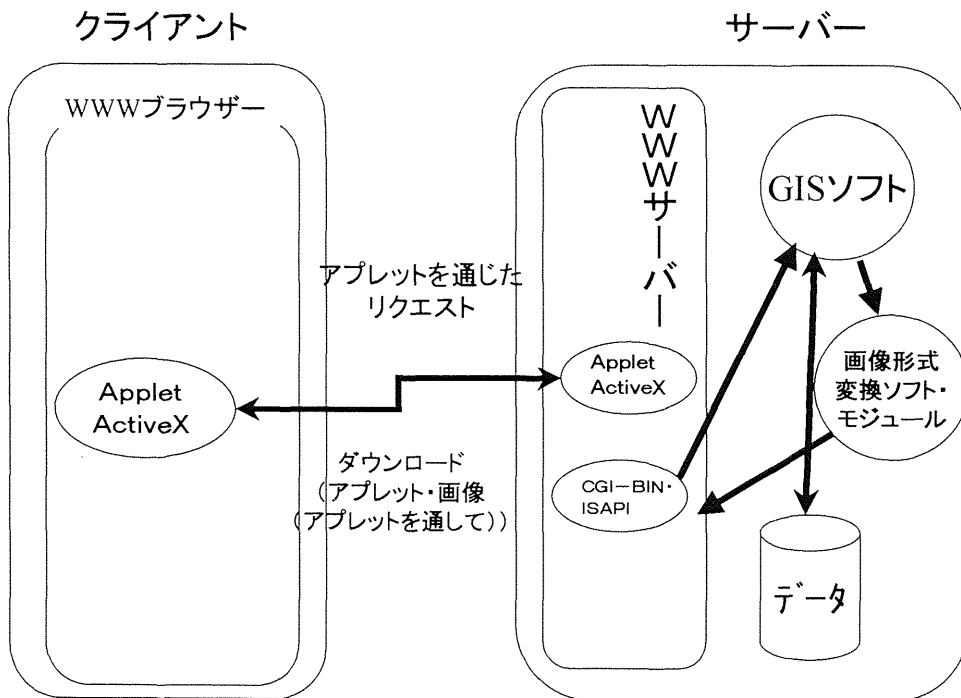 クライアント
サーバー
WWWブラウザー
WWWサーバー
GISソフト
アプレットを通じた
リクエスト
Applet
ActiveX
Applet
ActiveX
画像形式
変換ソフト・
モジュール
ダウンロード
(アプレット・画像
(アプレットを通して))
CGI-BIN・
ISAPI
データ